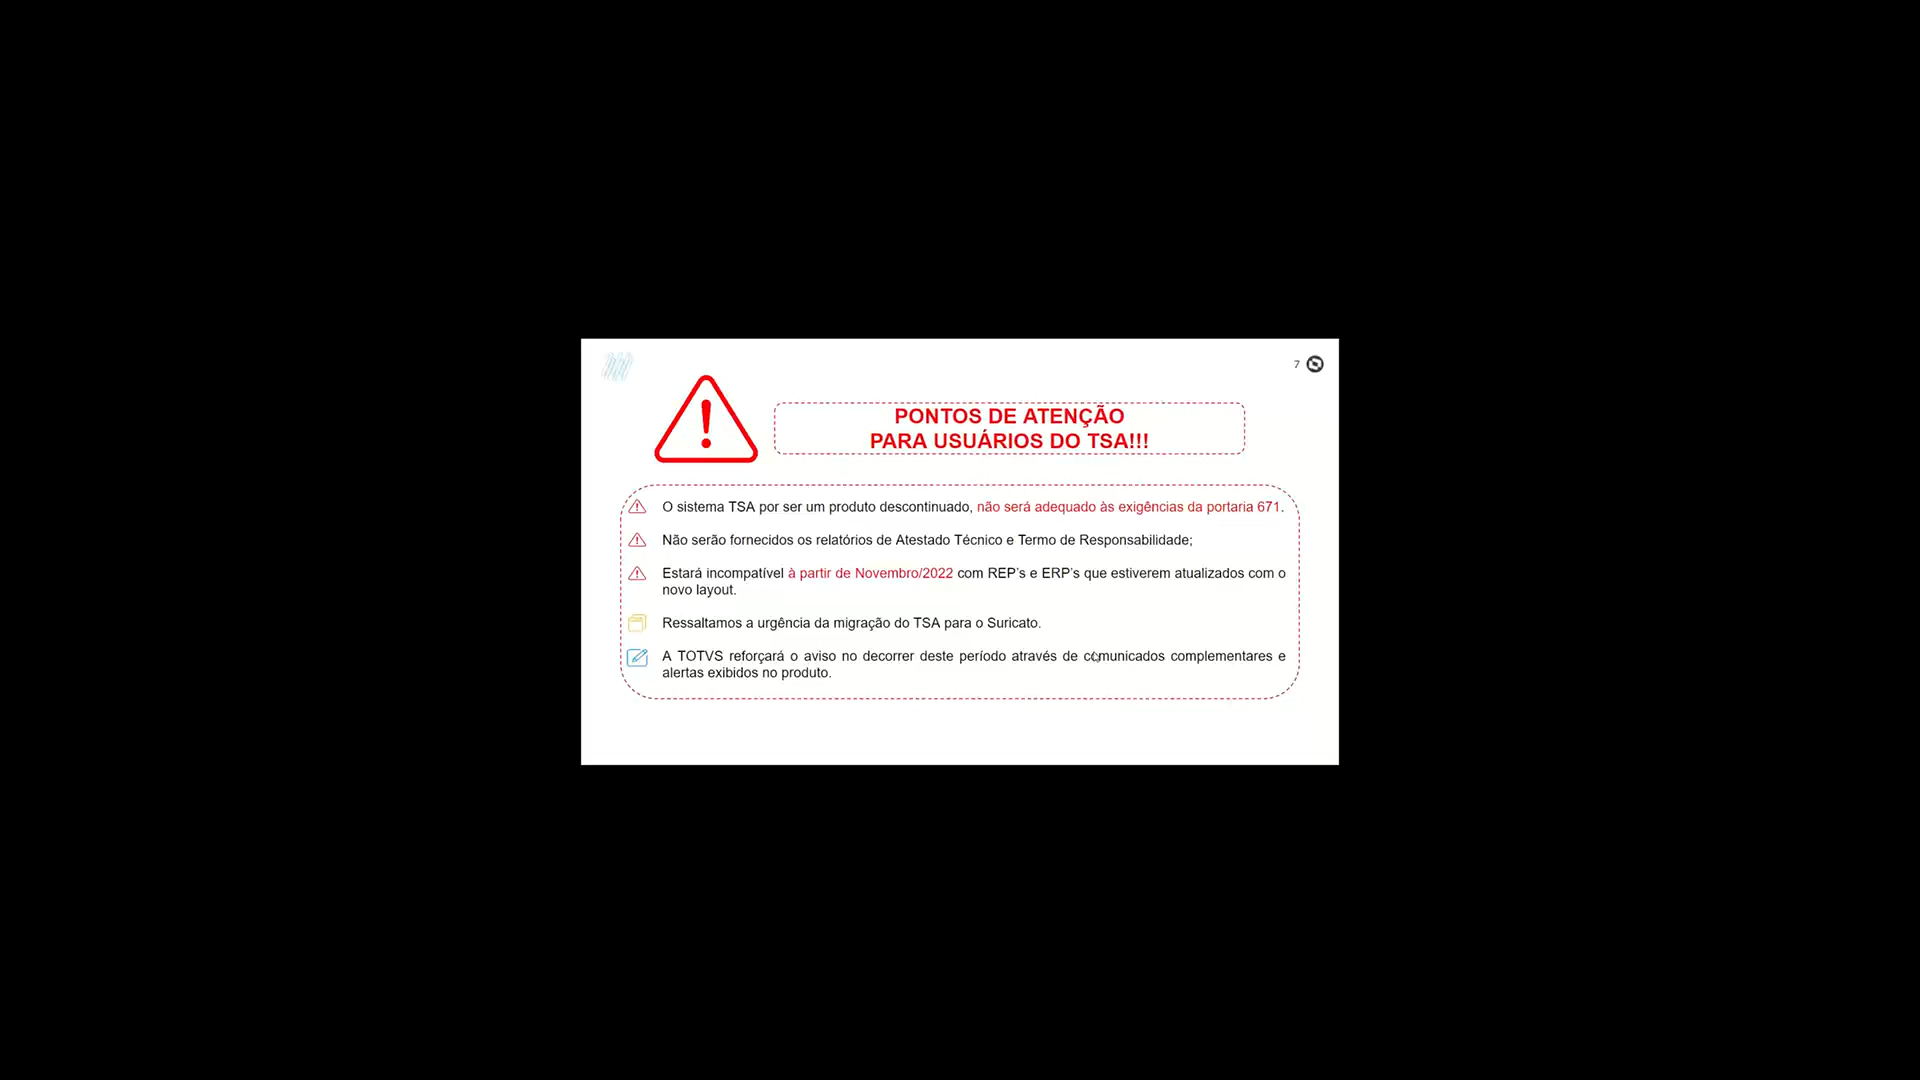 7
PONTOS DE ATENÇÃO
PARA USUÁRIOS DO TSA!!!
O sistema TSA por ser um produto descontinuado, não será adequado às exigências da portaria 671.
Não serão fornecidos os relatórios de Atestado Técnico e Termo de Responsabilidade;
Estará incompatível à partir de Novembro/2022 com REP's e ERP's que estiverem atualizados com o
novo layout.
Ressaltamos a urgência da migração do TSA para o Suricato.
A TOTVS reforçará o aviso no decorrer deste período através de comunicados complementares e
alertas exibidos no produto.